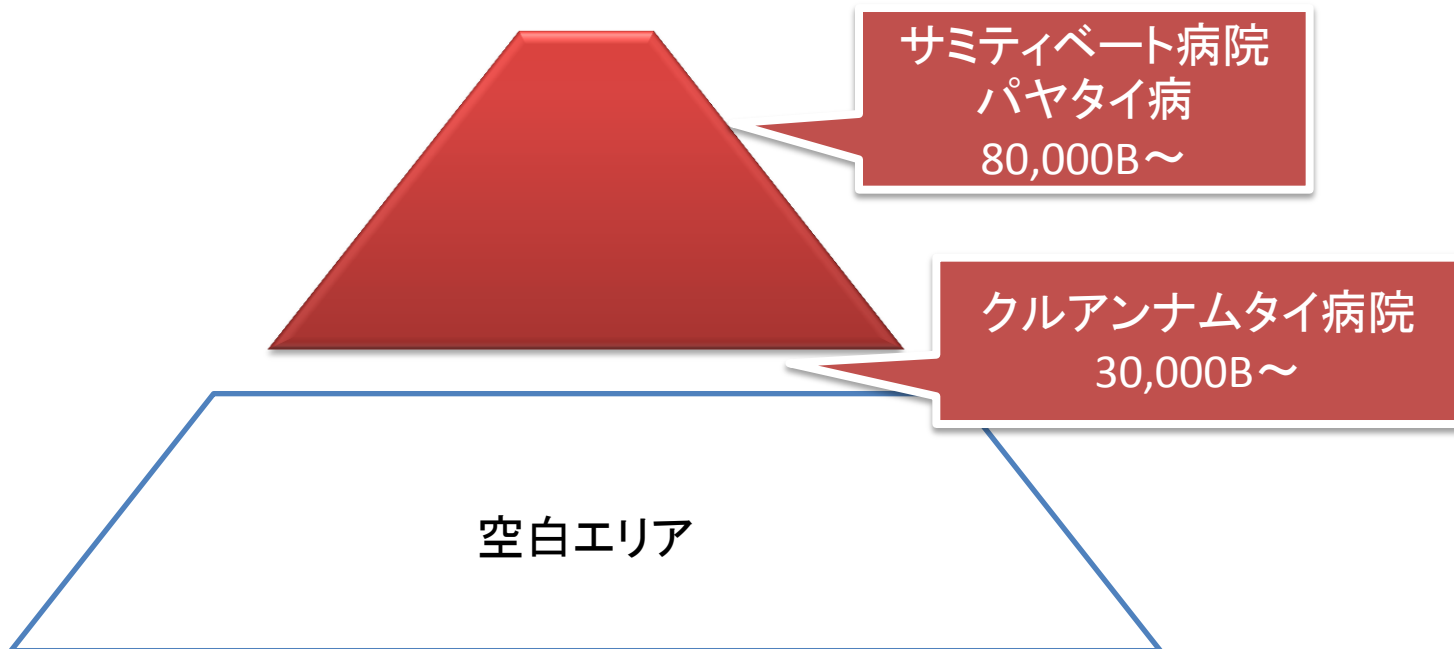 サミティベート病院
パヤタイ病
80,000B～
クルアンナムタイ病院
30,000B～
空白エリア